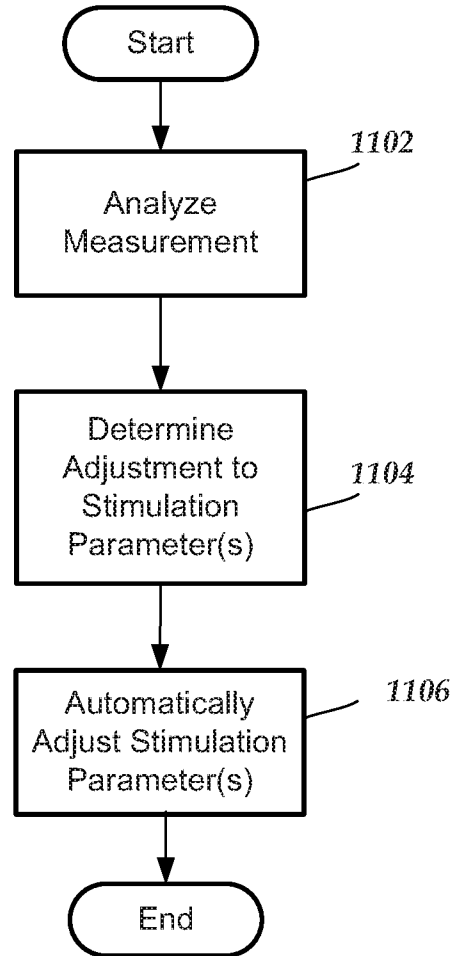 Start
1102
Analyze
Measurement
Determine
Adjustment to
Stimulation
Parameter(s)
1104
Automatically
Adjust Stimulation
Parameter(s)
1106
End